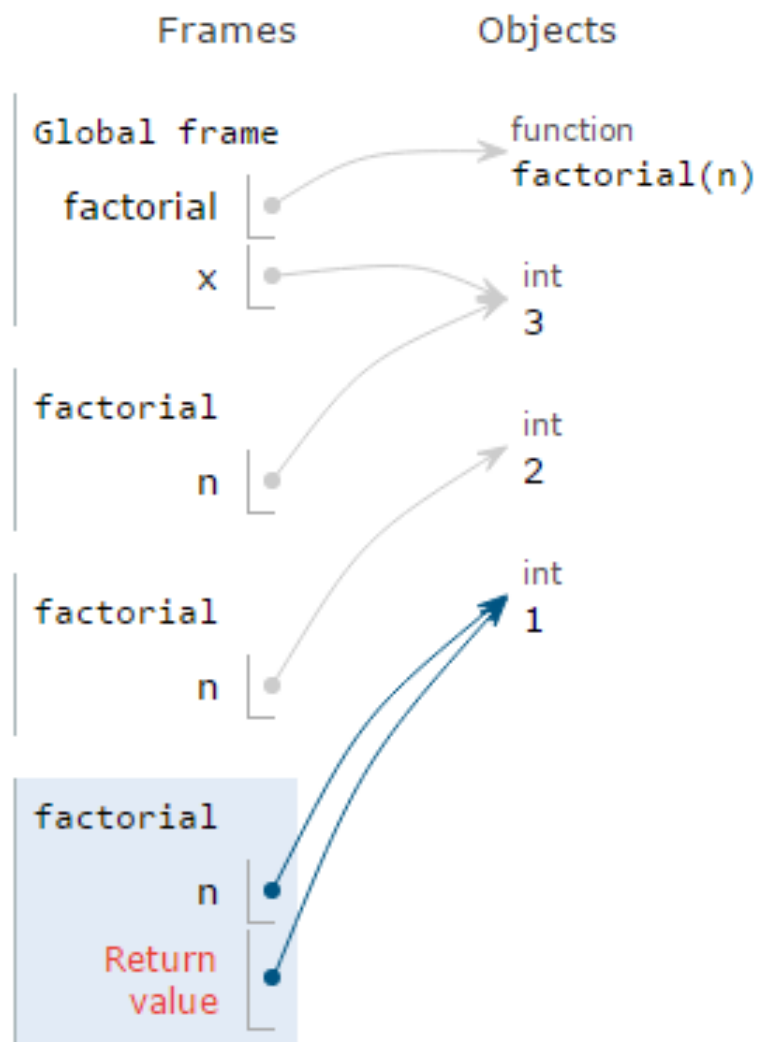 Frames Objects
Global frame
function
factorial(n)
factorial
x
int
3
factorial
n
int
2
factorial
n
int
1
factorial
n
Return
value